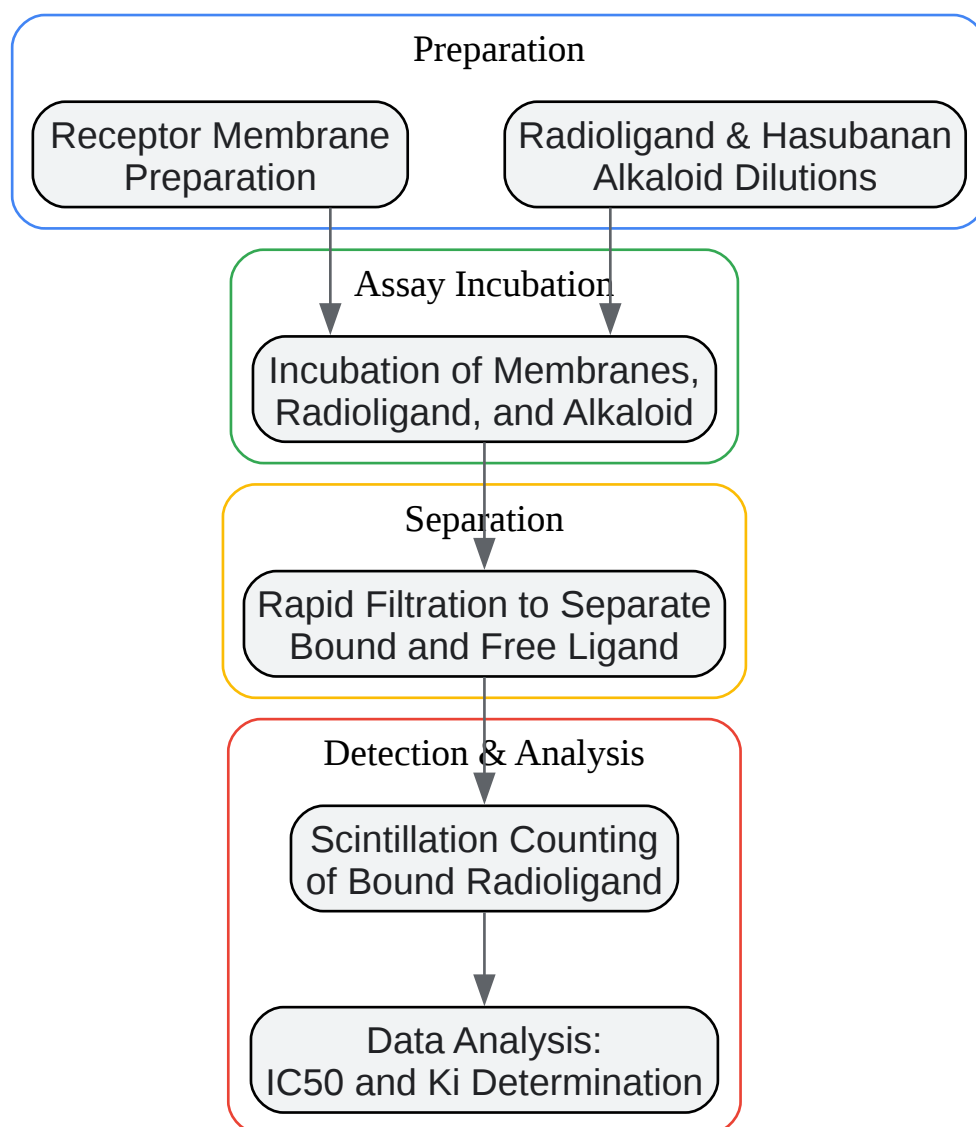 Preparation
Receptor Membrane
Preparation
Radioligand & Hasubanan
Alkaloid Dilutions
Assay Incubation
Incubation of Membranes,
Radioligand, and Alkaloid
Separation
Rapid Filtration to Separate
Bound and Free Ligand
Detection & Analysis
Scintillation Counting
of Bound Radioligand
Data Analysis:
IC50 and Ki Determination